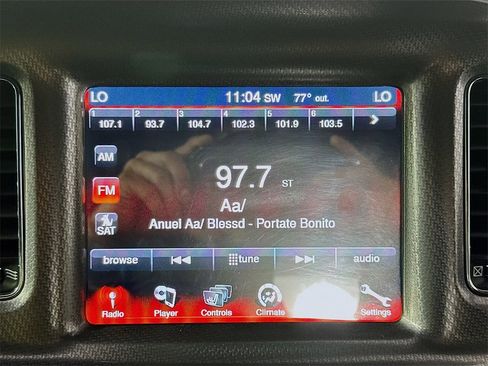 LO 11:04 SW 77° out. LO
1 2 3 4 5 6
107.1 93.7 104.7 102.3 101.9 103.5
AM
97.7 ST
FM
Aa/
SAT
Anuel Aa/ Blessd - Portate Bonito
browse tune audio
Radio Player Controls Climate Settings